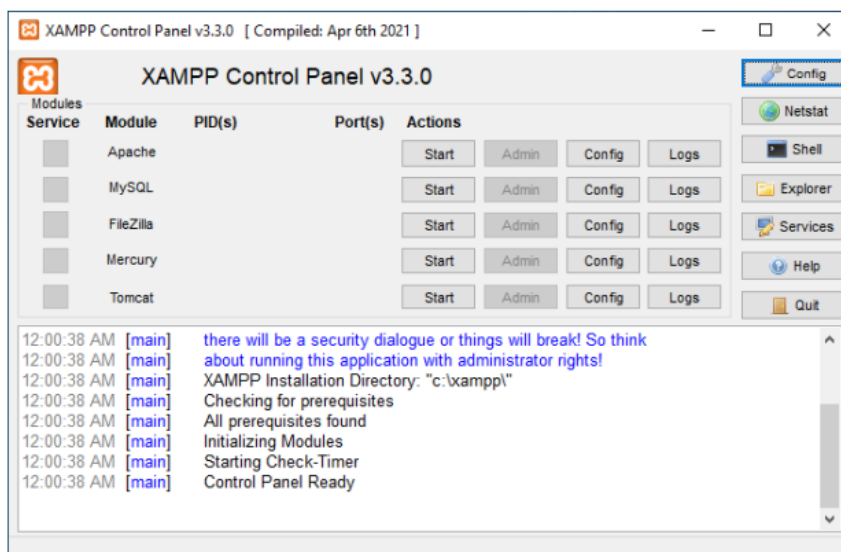 XAMPP Control Panel v3.3.0 [ Compiled: Apr 6th 2021 ]
XAMPP Control Panel v3.3.0
Config
Modules
Service Module PID(s) Port(s) Actions
Netstat
Apache Start Admin Config Logs
Shell
MySQL Start Admin Config Logs
Explorer
FileZilla Start Admin Config Logs
Services
Mercury Start Admin Config Logs
Help
Tomcat Start Admin Config Logs
Quit
12:00:38 AM [main] there will be a security dialogue or things will break! So think
12:00:38 AM [main] about running this application with administrator rights!
12:00:38 AM [main] XAMPP Installation Directory: "c:\xampp\"
12:00:38 AM [main] Checking for prerequisites
12:00:38 AM [main] All prerequisites found
12:00:38 AM [main] Initializing Modules
12:00:38 AM [main] Starting Check-Timer
12:00:38 AM [main] Control Panel Ready